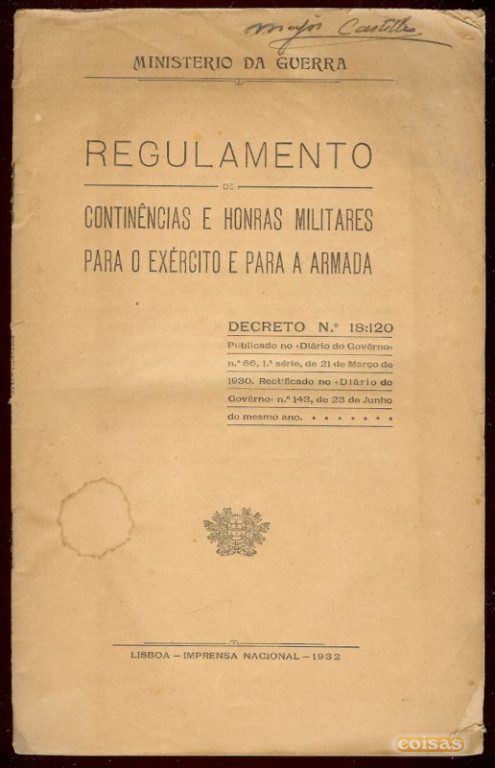 Major Castilho
MINISTERIO DA GUERRA
REGULAMENTO
DE
CONTINÊNCIAS E HONRAS MILITARES
PARA O EXÉRCITO E PARA A ARMADA
DECRETO N.º 18:120
Publicado no «Diário do Govêrno»
n.º 66, 1.ª série, de 21 de Março de
1930. Rectificado no «Diário do
Govêrno» n.º 143, de 23 de Junho
do mesmo ano.
LISBOA — IMPRENSA NACIONAL — 1932
coisas